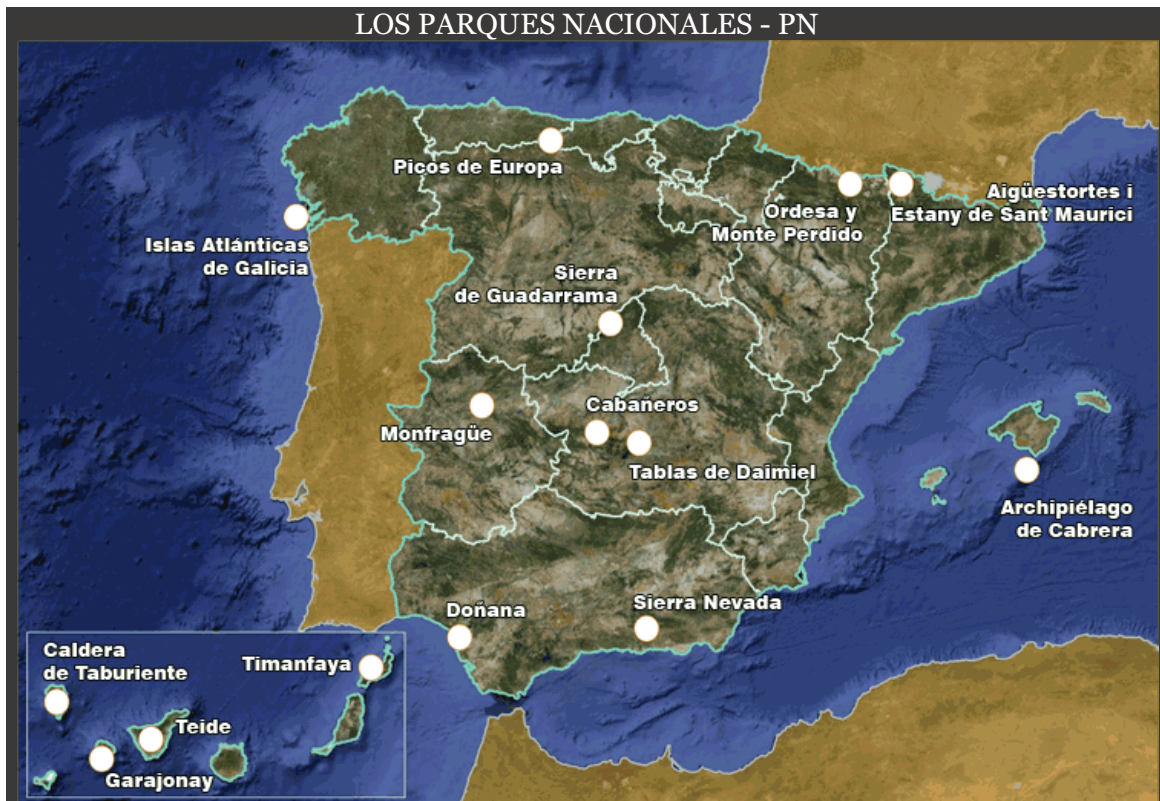 LOS PARQUES NACIONALES - PN
Picos de Europa
Aigüestortes i
Estany de Sant Maurici
Ordesa y
Monte Perdido
Islas Atlánticas
de Galicia
Sierra
de Guadarrama
Cabañeros
Monfragüe
Tablas de Daimiel
Archipiélago
de Cabrera
Doñana
Sierra Nevada
Caldera
de Taburiente
Timanfaya
Teide
Garajonay